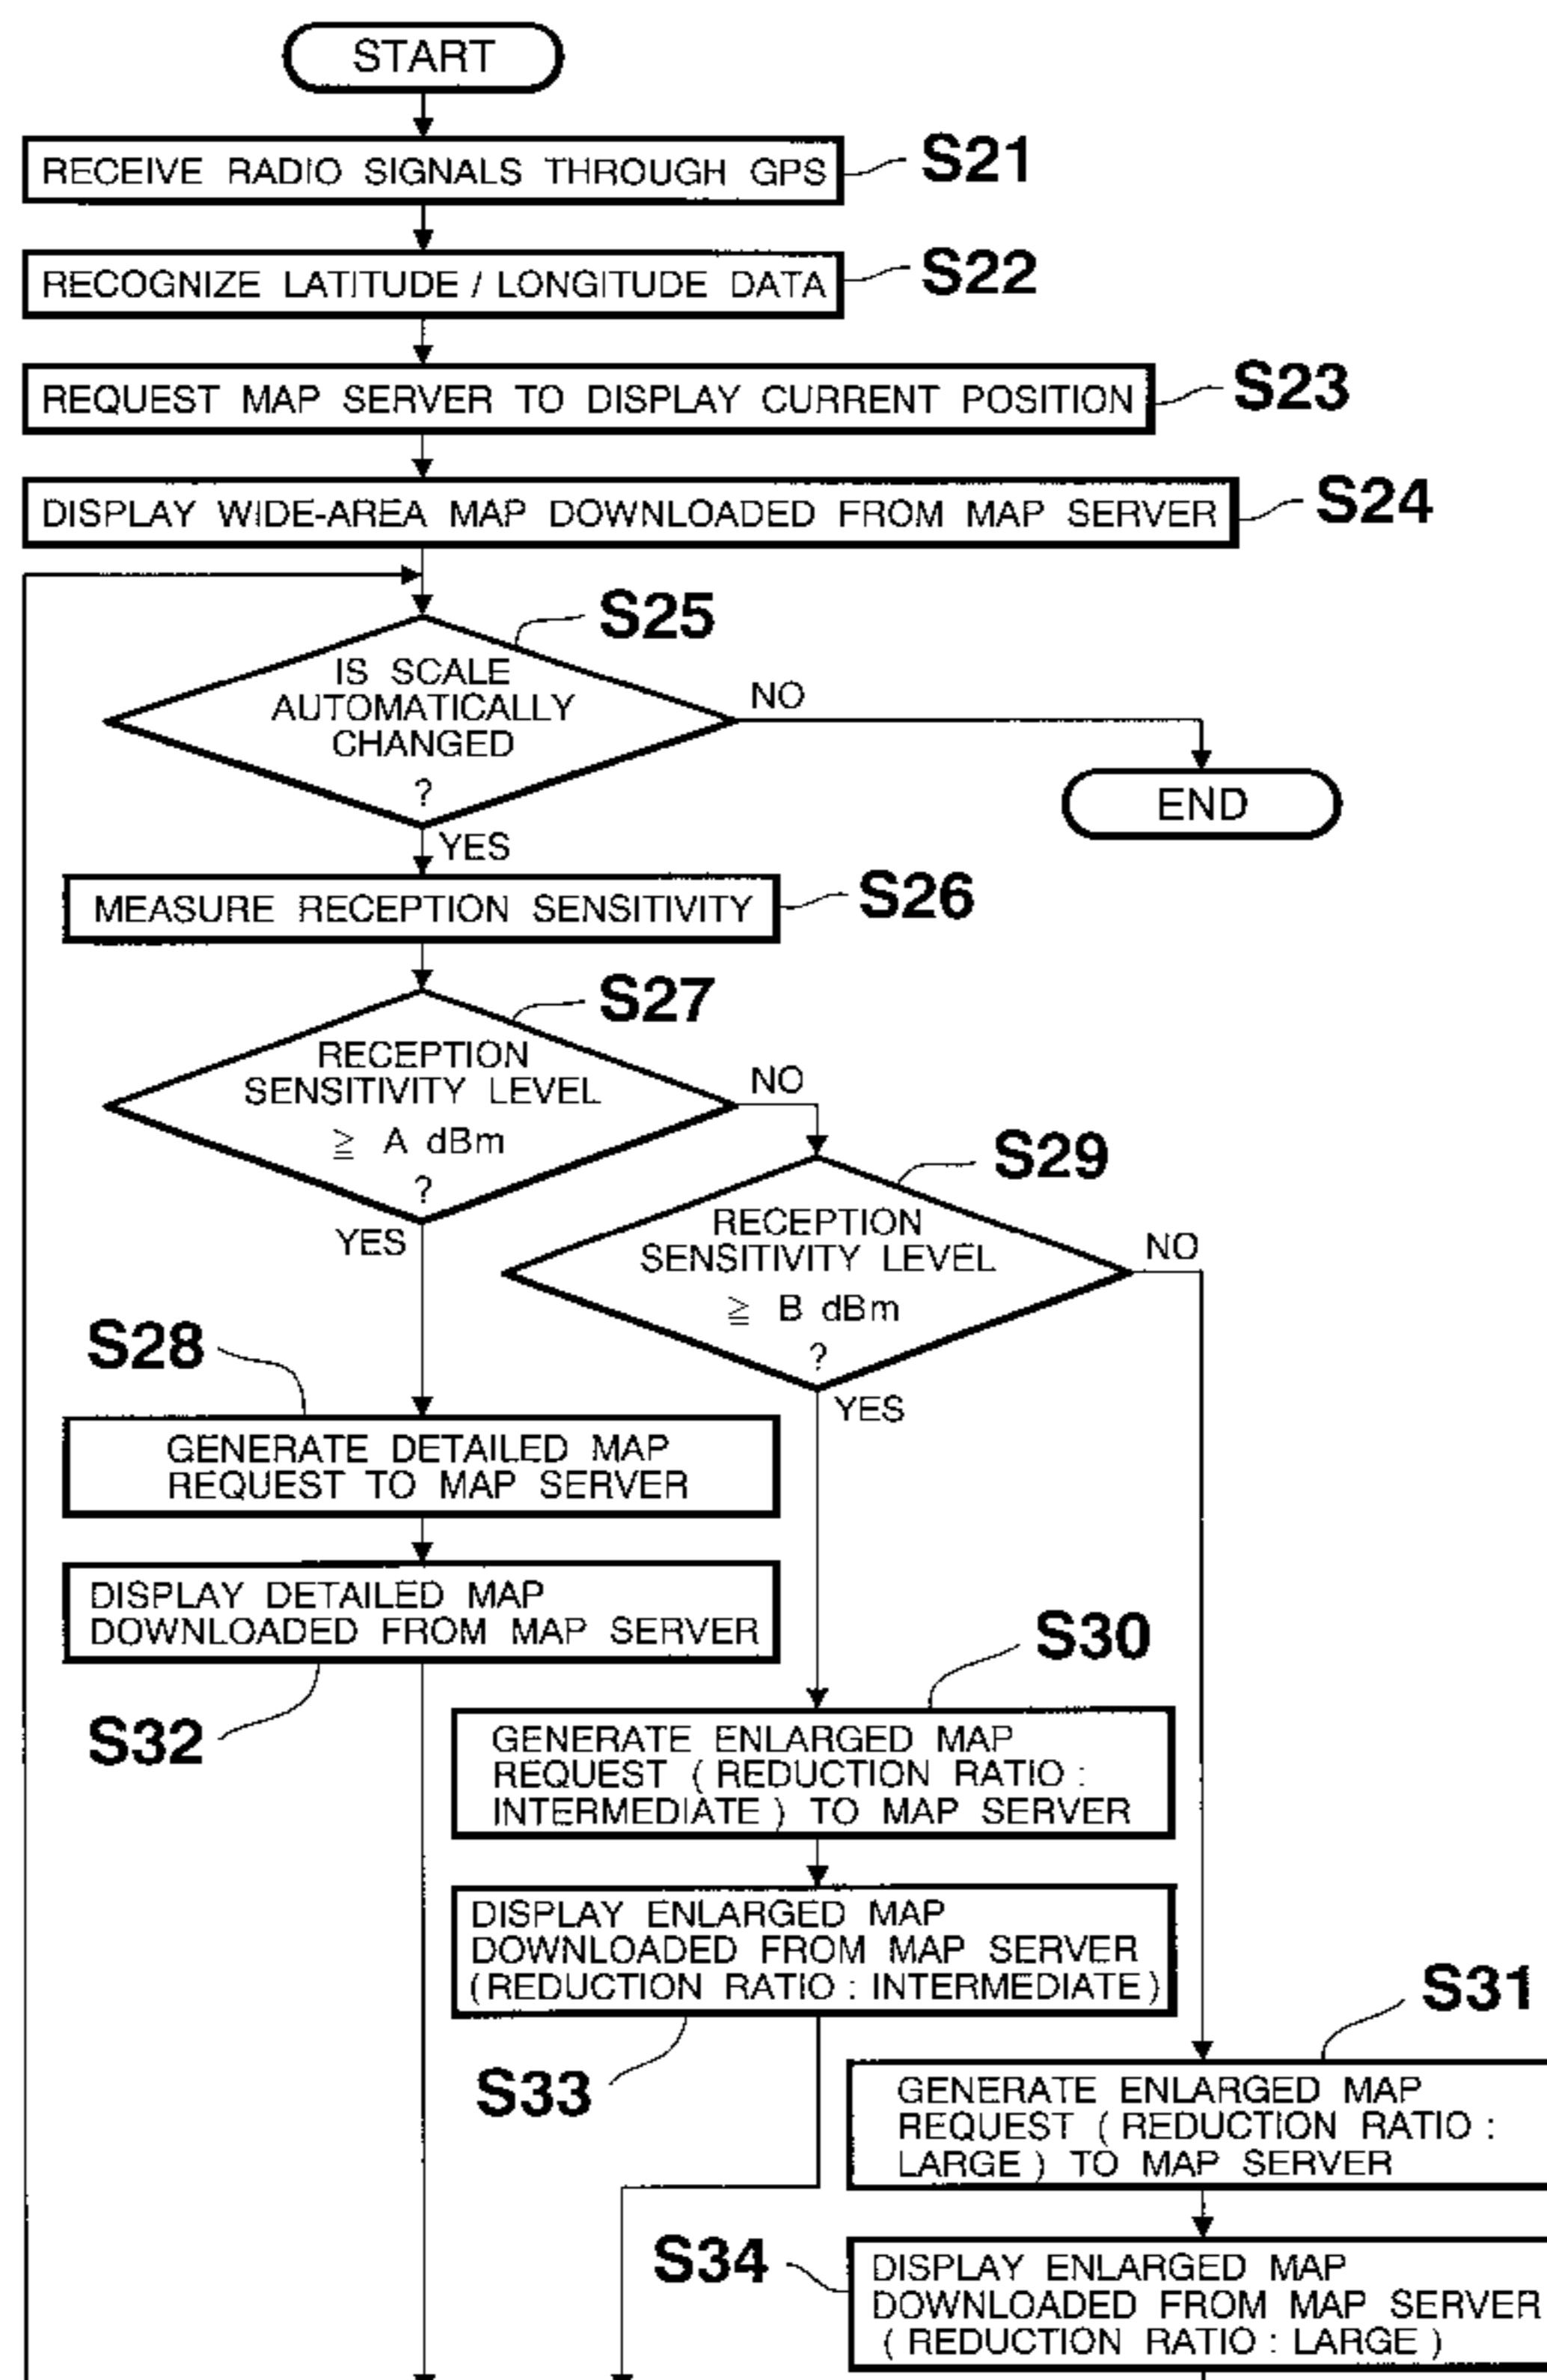 START
RECEIVE RADIO SIGNALS THROUGH GPS
S21
RECOGNIZE LATITUDE / LONGITUDE DATA
S22
REQUEST MAP SERVER TO DISPLAY CURRENT POSITION
S23
DISPLAY WIDE-AREA MAP DOWNLOADED FROM MAP SERVER
S24
S25
IS SCALE
AUTOMATICALLY
CHANGED
?
NO
END
YES
MEASURE RECEPTION SENSITIVITY
S26
S27
RECEPTION
SENSITIVITY LEVEL
≧ A dBm
?
NO
YES
S29
RECEPTION
SENSITIVITY LEVEL
≧ B dBm
?
NO
YES
S28
GENERATE DETAILED MAP
REQUEST TO MAP SERVER
DISPLAY DETAILED MAP
DOWNLOADED FROM MAP SERVER
S32
S30
GENERATE ENLARGED MAP
REQUEST ( REDUCTION RATIO :
INTERMEDIATE ) TO MAP SERVER
DISPLAY ENLARGED MAP
DOWNLOADED FROM MAP SERVER
( REDUCTION RATIO : INTERMEDIATE )
S33
S31
GENERATE ENLARGED MAP
REQUEST ( REDUCTION RATIO :
LARGE ) TO MAP SERVER
S34
DISPLAY ENLARGED MAP
DOWNLOADED FROM MAP SERVER
( REDUCTION RATIO : LARGE )